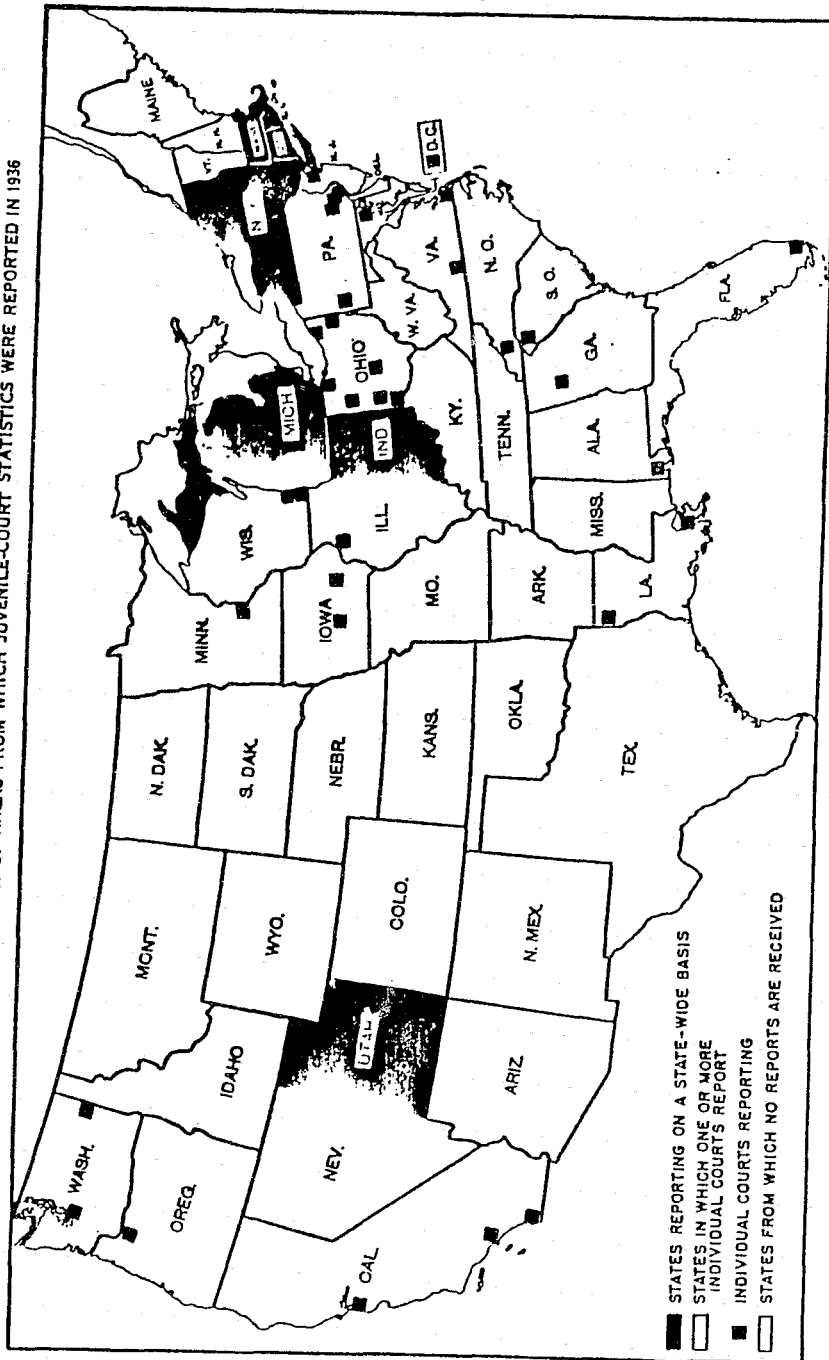 AREAS FROM WHICH JUVENILE-COURT STATISTICS WERE REPORTED IN 1936
WASH.
OREG.
CAL.
IDAHO
NEV.
UTAH
ARIZ
MONT.
WYO.
COLO.
N. MEX.
N. DAK.
S. DAK.
NEBR.
KANS.
OKLA.
TEX.
MINN.
IOWA
MO.
ARK.
LA.
WIS.
ILL.
MISS.
MICH
IND
KY.
TENN.
ALA.
OHIO
W. VA.
GA.
FLA.
PA.
VA.
N. C.
S. C.
D.C.
MAINE
VT.
N. H.
N. J.
DEL.
STATES REPORTING ON A STATE-WIDE BASIS
STATES IN WHICH ONE OR MORE
INDIVIDUAL COURTS REPORT
INDIVIDUAL COURTS REPORTING
STATES FROM WHICH NO REPORTS ARE RECEIVED